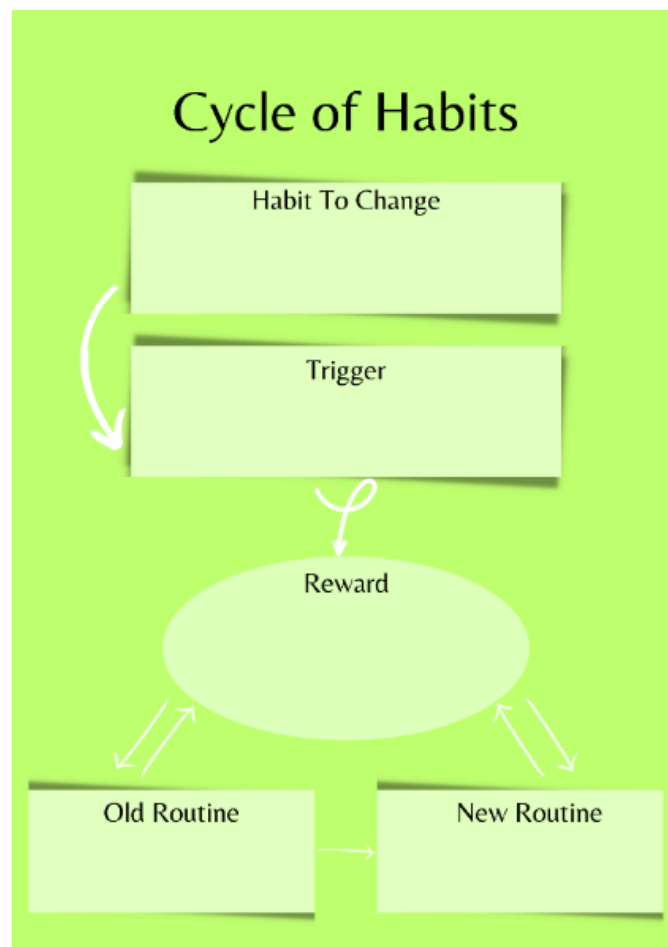 Cycle of Habits
Habit To Change
Trigger
Reward
Old Routine
New Routine